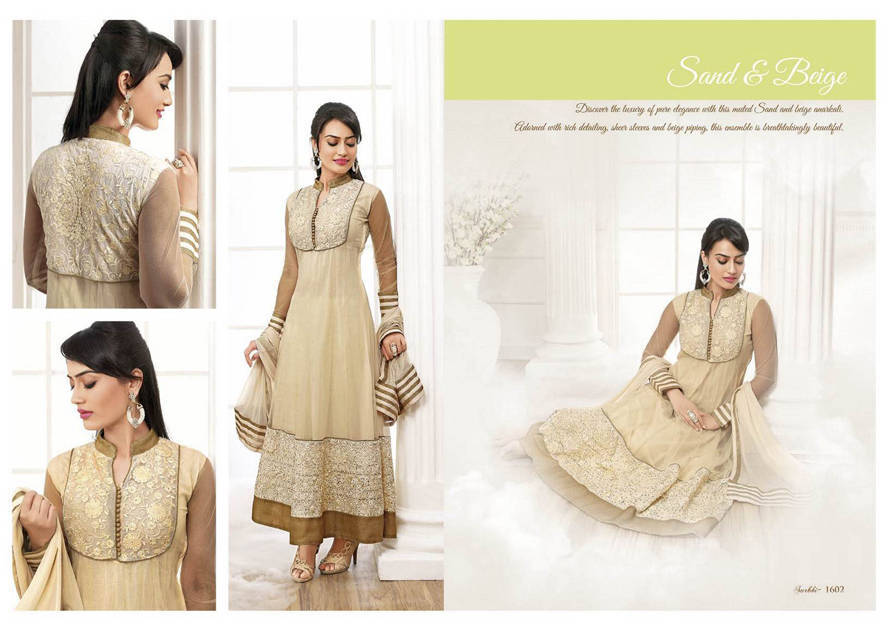 Sand & Beige
Discover the luxury of pure elegance with this muted Sand and beige anarkali.
Adorned with rich detailing, sheer sleeves and beige piping, this ensemble is breathtakingly beautiful.
Surbhi- 1602